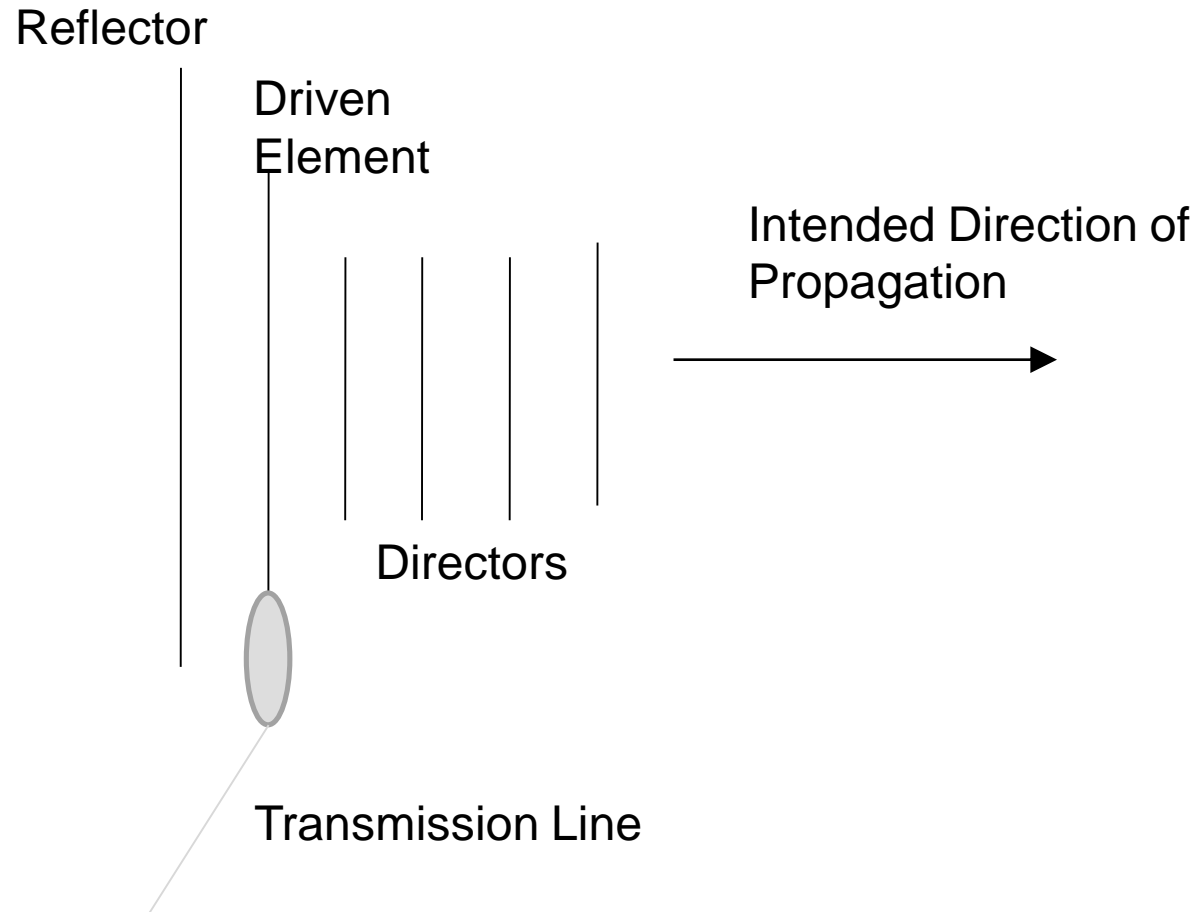 Reflector
Driven
Element
Intended Direction of
Propagation
Directors
Transmission Line